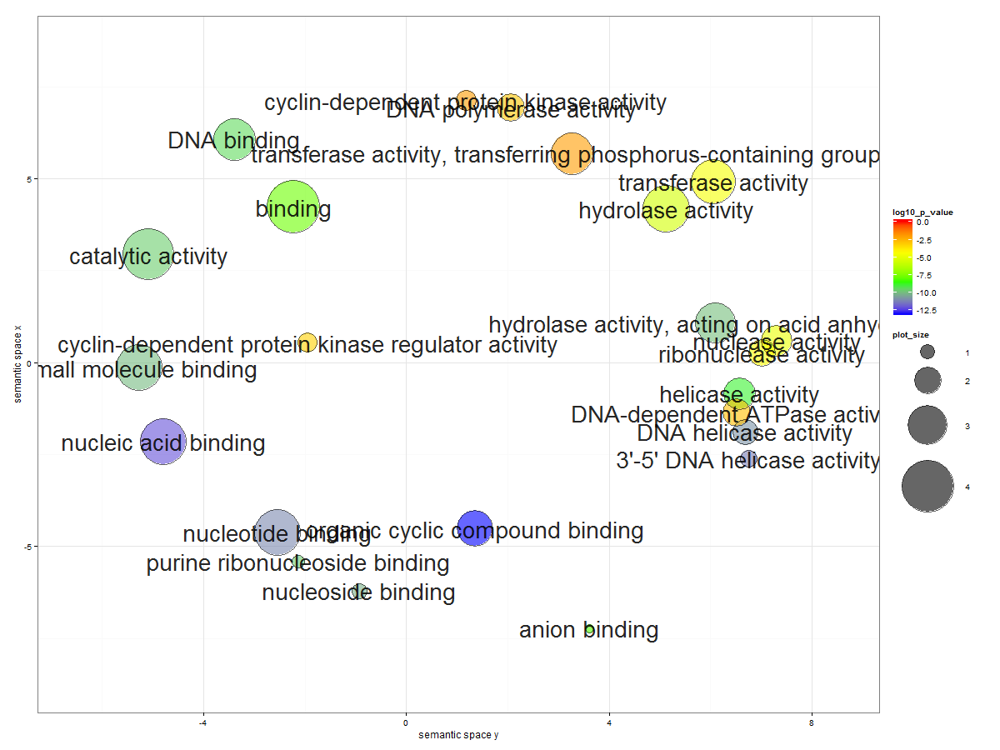 cyclin-dependent protein kinase activity
DNA polymerase activity
DNA binding
transferase activity, transferring phosphorus-containing group
transferase activity
binding
hydrolase activity
catalytic activity
hydrolase activity, acting on acid anhy
nuclease activity
cyclin-dependent protein kinase regulator activity
ribonuclease activity
mall molecule binding
helicase activity
DNA-dependent ATPase activ
DNA helicase activity
nucleic acid binding
3'-5' DNA helicase activity
nucleotide binding
organic cyclic compound binding
purine ribonucleoside binding
nucleoside binding
anion binding
5
0
-5
semantic space x
-4
0
4
8
semantic space y
log10_p_value
0.0
-2.5
-5.0
-7.5
-10.0
-12.5
plot_size
1
2
3
4